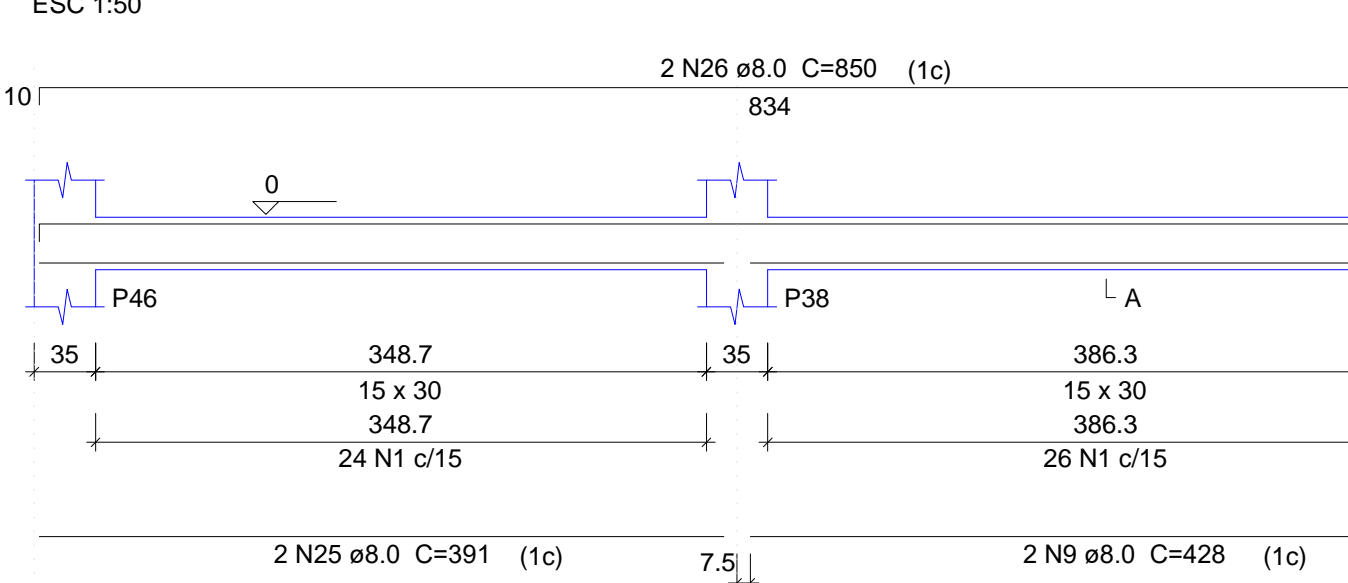 ESC 1:50
2 N26 ø8.0 C=850 (1c)
10
834
0
P46
P38
A
35 348.7 35 386.3
15 x 30 15 x 30
348.7 386.3
24 N1 c/15 26 N1 c/15
2 N25 ø8.0 C=391 (1c) 7.5 2 N9 ø8.0 C=428 (1c)